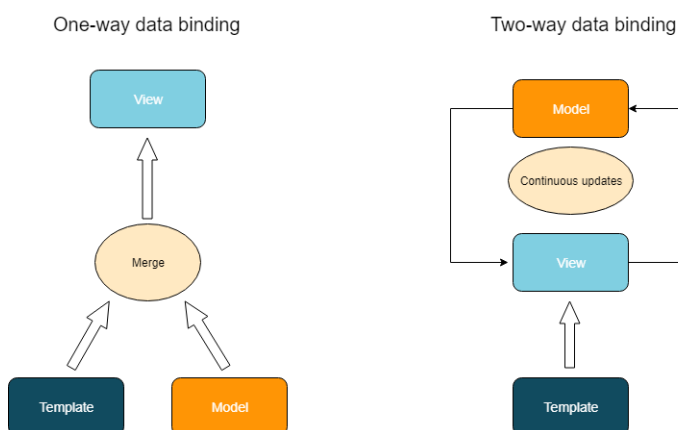 One-way data binding
View
Merge
Template
Model
Two-way data binding
Model
Continuous updates
View
Template